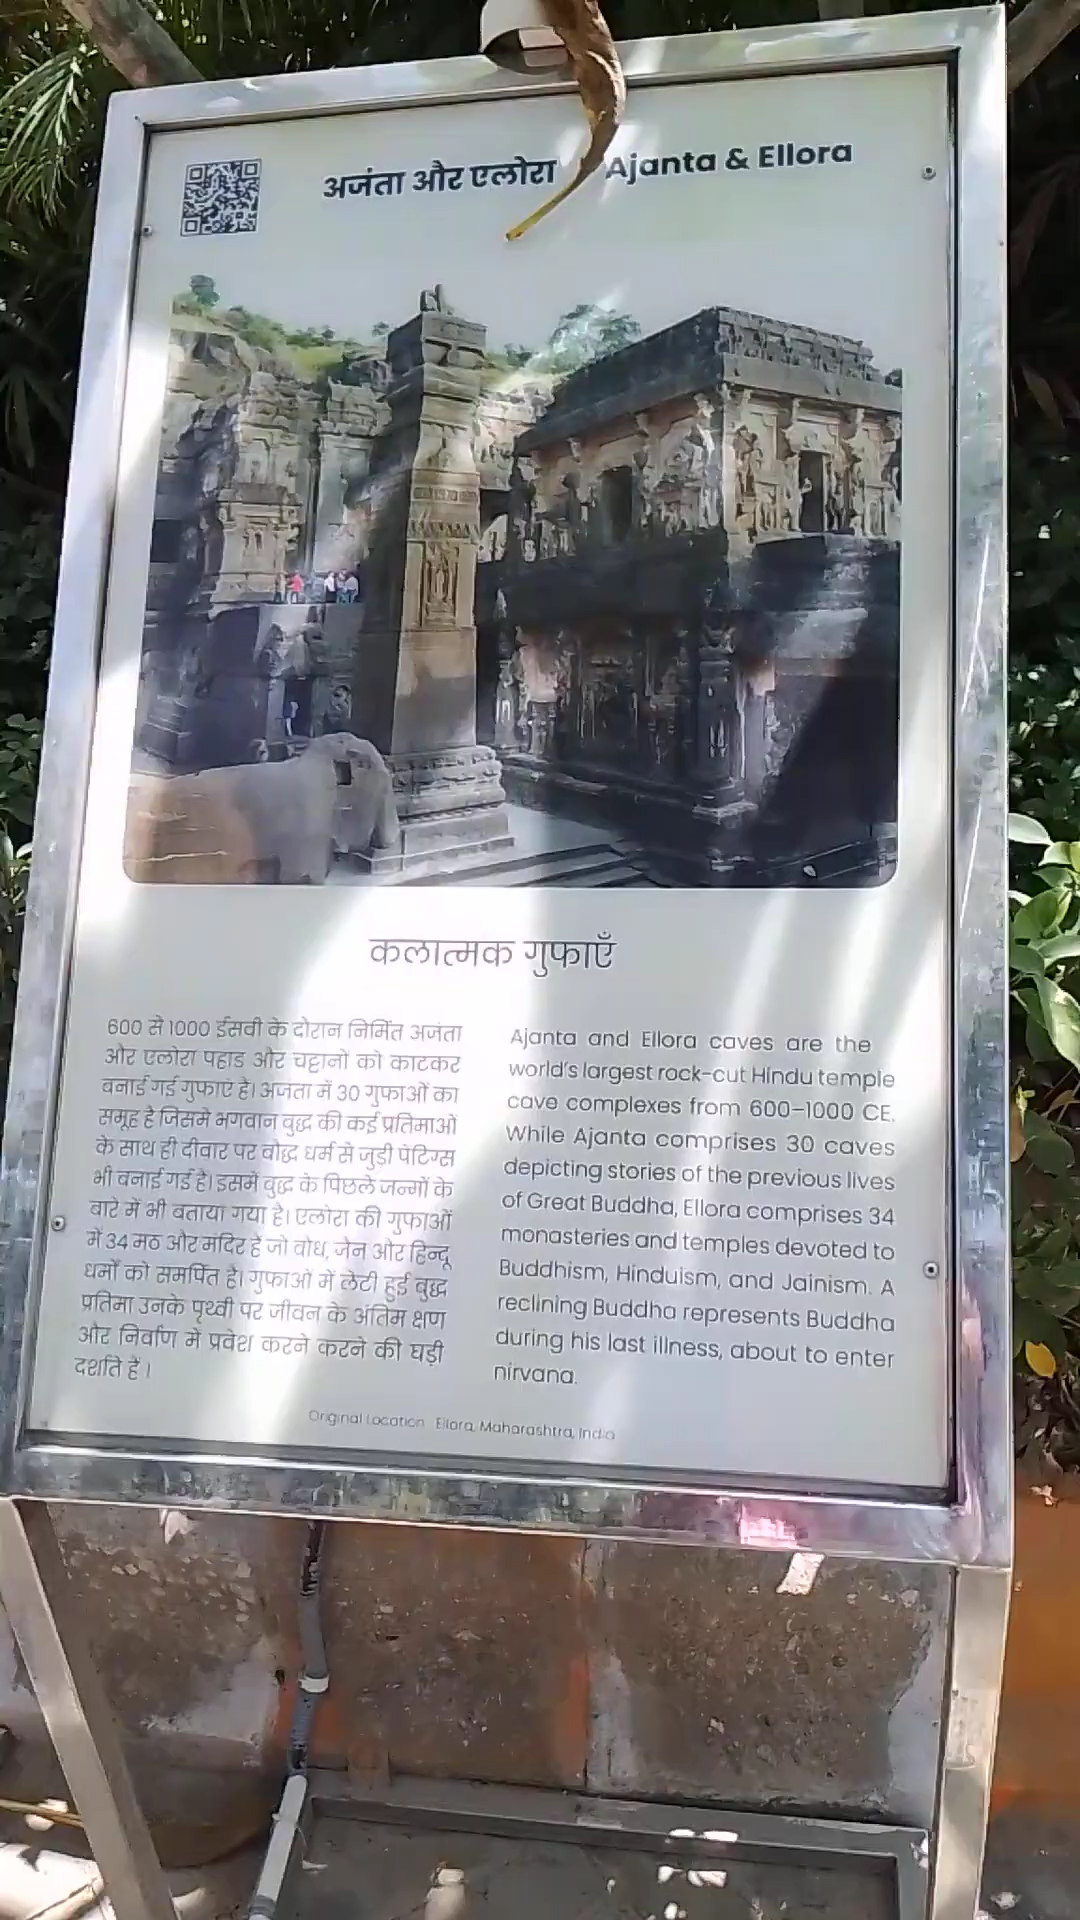 अजंता और एलोरा Ajanta & Ellora
कलात्मक गुफाएँ
600 से 1000 ईसवी के दौरान निर्मित अजंता
और एलोरा पहाड़ और चट्टानों को काटकर
बनाई गई गुफाएं है। अजंता में 30 गुफाओं का
समूह है जिसमें भगवान बुद्ध की कई प्रतिमाओं
के साथ ही दीवार पर बौद्ध धर्म से जुड़ी पेंटिंग्स
भी बनाई गई है। इसमें बुद्ध के पिछले जन्मों के
बारे में भी बताया गया है। एलोरा की गुफाओं
में 34 मठ और मंदिर हैं जो बौध, जैन और हिन्दू
धर्मों को समर्पित है। गुफाओं में लेटी हुई बुद्ध
प्रतिमा उनके पृथ्वी पर जीवन के अंतिम क्षण
और निर्वाण में प्रवेश करने करने की घड़ी
दर्शाते हैं ।
Ajanta and Ellora caves are the
world's largest rock-cut Hindu temple
cave complexes from 600-1000 CE.
While Ajanta comprises 30 caves
depicting stories of the previous lives
of Great Buddha, Ellora comprises 34
monasteries and temples devoted to
Buddhism, Hinduism, and Jainism. A
reclining Buddha represents Buddha
during his last illness, about to enter
nirvana.
Original Location : Ellora, Maharashtra, India